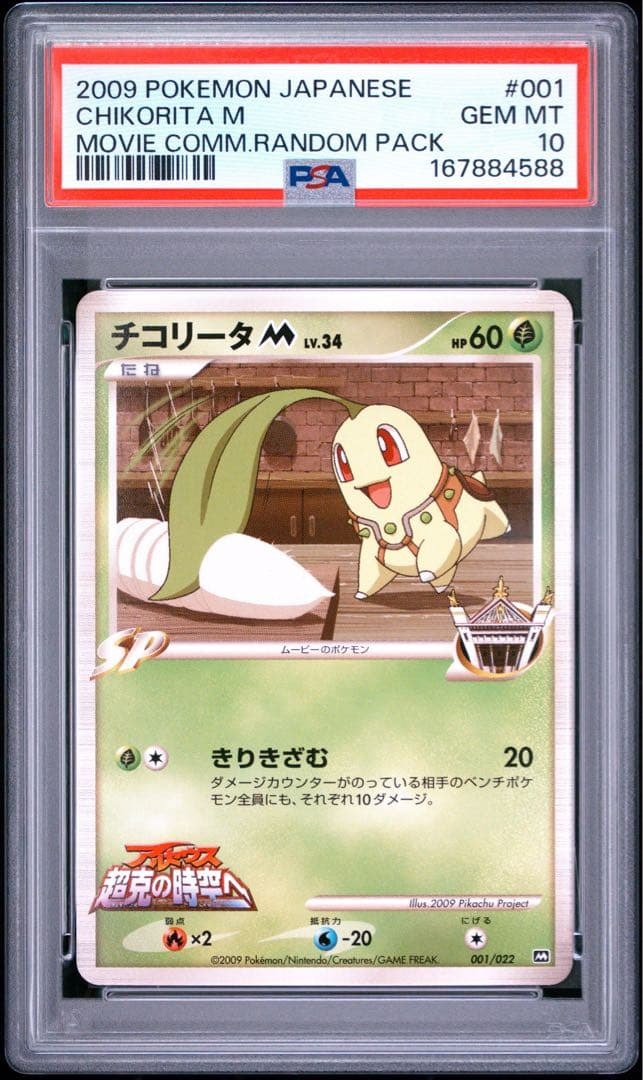 2009 POKEMON JAPANESE #001
CHIKORITA M GEM MT
MOVIE COMM.RANDOM PACK 10
PSA 167884588
チコリータM LV.34 HP60
たね
SP
ムービーのポケモン
きりきざむ 20
ダメージカウンターがのっている相手のベンチポケ
モン全員にも、それぞれ10ダメージ。
アルセウス
超克の時空へ
Illus.2009 Pikachu Project
弱点 抵抗力 にげる
×2 -20
©2009 Pokémon/Nintendo/Creatures/GAME FREAK. 001/022 M
PSA